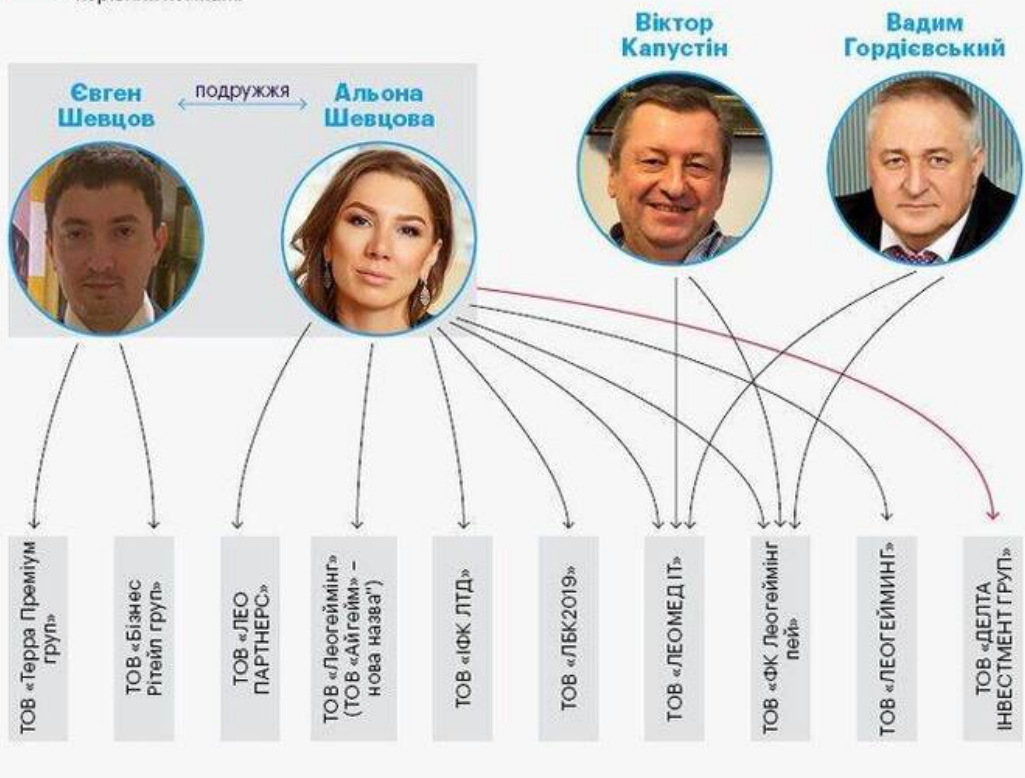 Віктор
Капустін
Вадим
Гордієвський
Євген
Шевцов
подружжя
Альона
Шевцова
ТОВ «Терра Преміум
груп»
ТОВ «Бізнес
Рітейл груп»
ТОВ «ЛЕО
ПАРТНЕРС»
ТОВ «Леогеймінг»
(ТОВ «Айгейм» –
нова назва")
ТОВ «ІФК ЛТД»
ТОВ «ЛБК2019»
ТОВ «ЛЕОМЕД ІТ»
ТОВ «ФК Леогеймінг
пей»
ТОВ «ЛЕОГЕЙМИНГ»
ТОВ «ДЕЛТА
ІНВЕСТМЕНТ ГРУП»